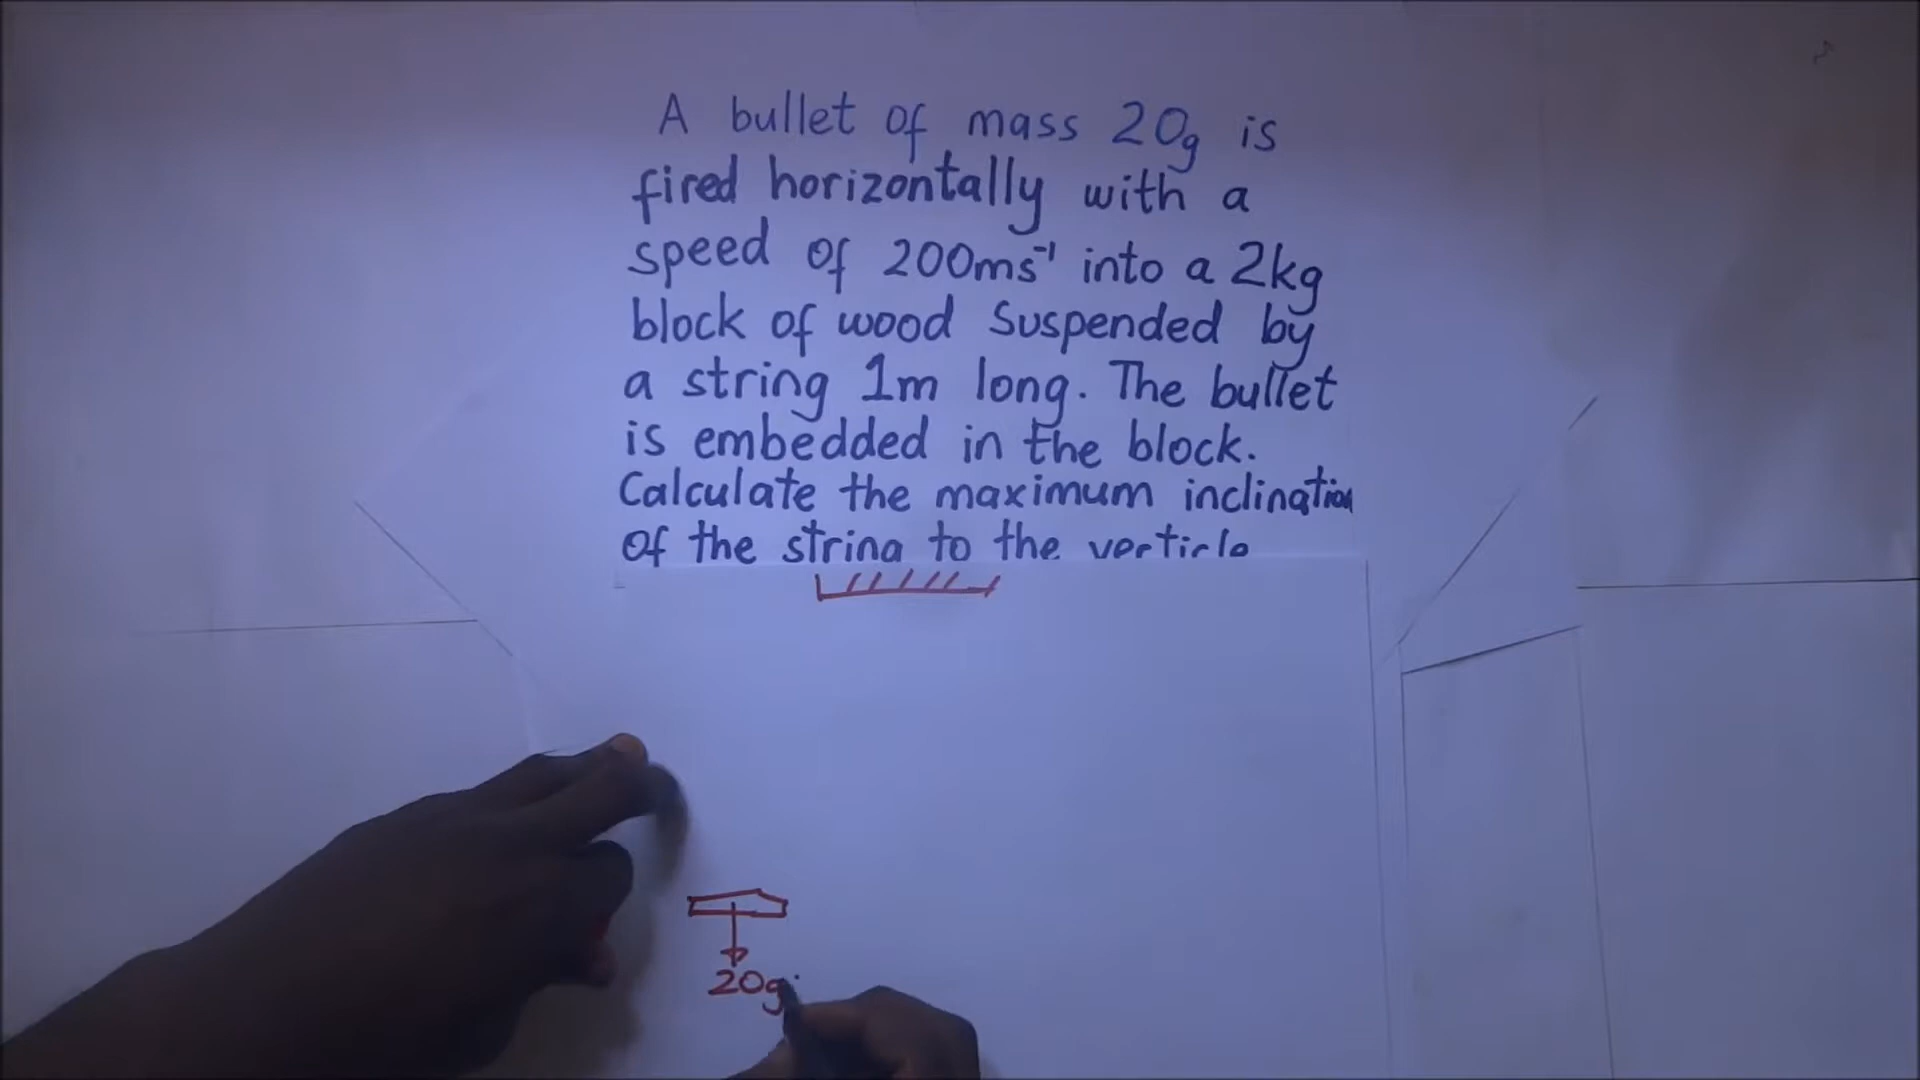 A bullet of mass 20g is
fired horizontally with a
speed of 200ms⁻¹ into a 2kg
block of wood Suspended by
a string 1m long. The bullet
is embedded in the block.
Calculate the maximum inclination
of the string to the verticle
20g